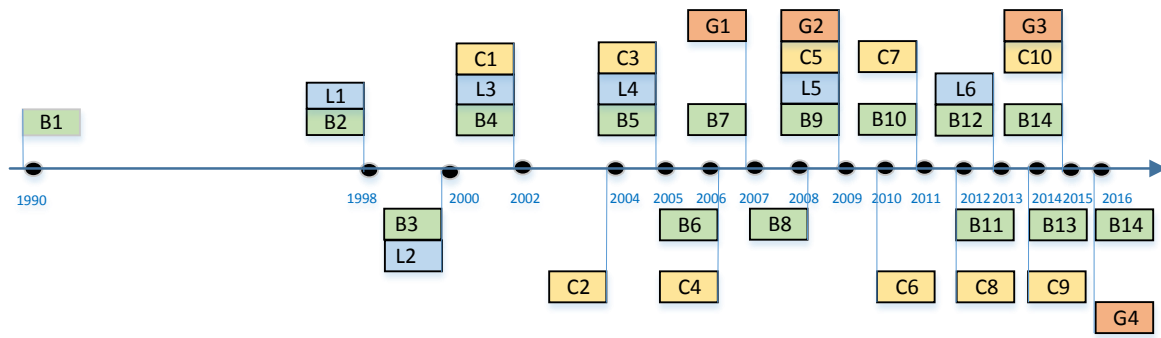 G1 G2 G3
C1 C3 C5 C7 C10
L1 L3 L4 L5 L6
B1 B2 B4 B5 B7 B9 B10 B12 B14
1990 1998 2000 2002 2004 2005 2006 2007 2008 2009 2010 2011 2012 2013 2014 2015 2016
B3 B6 B8 B11 B13 B14
L2
C2 C4 C6 C8 C9
G4